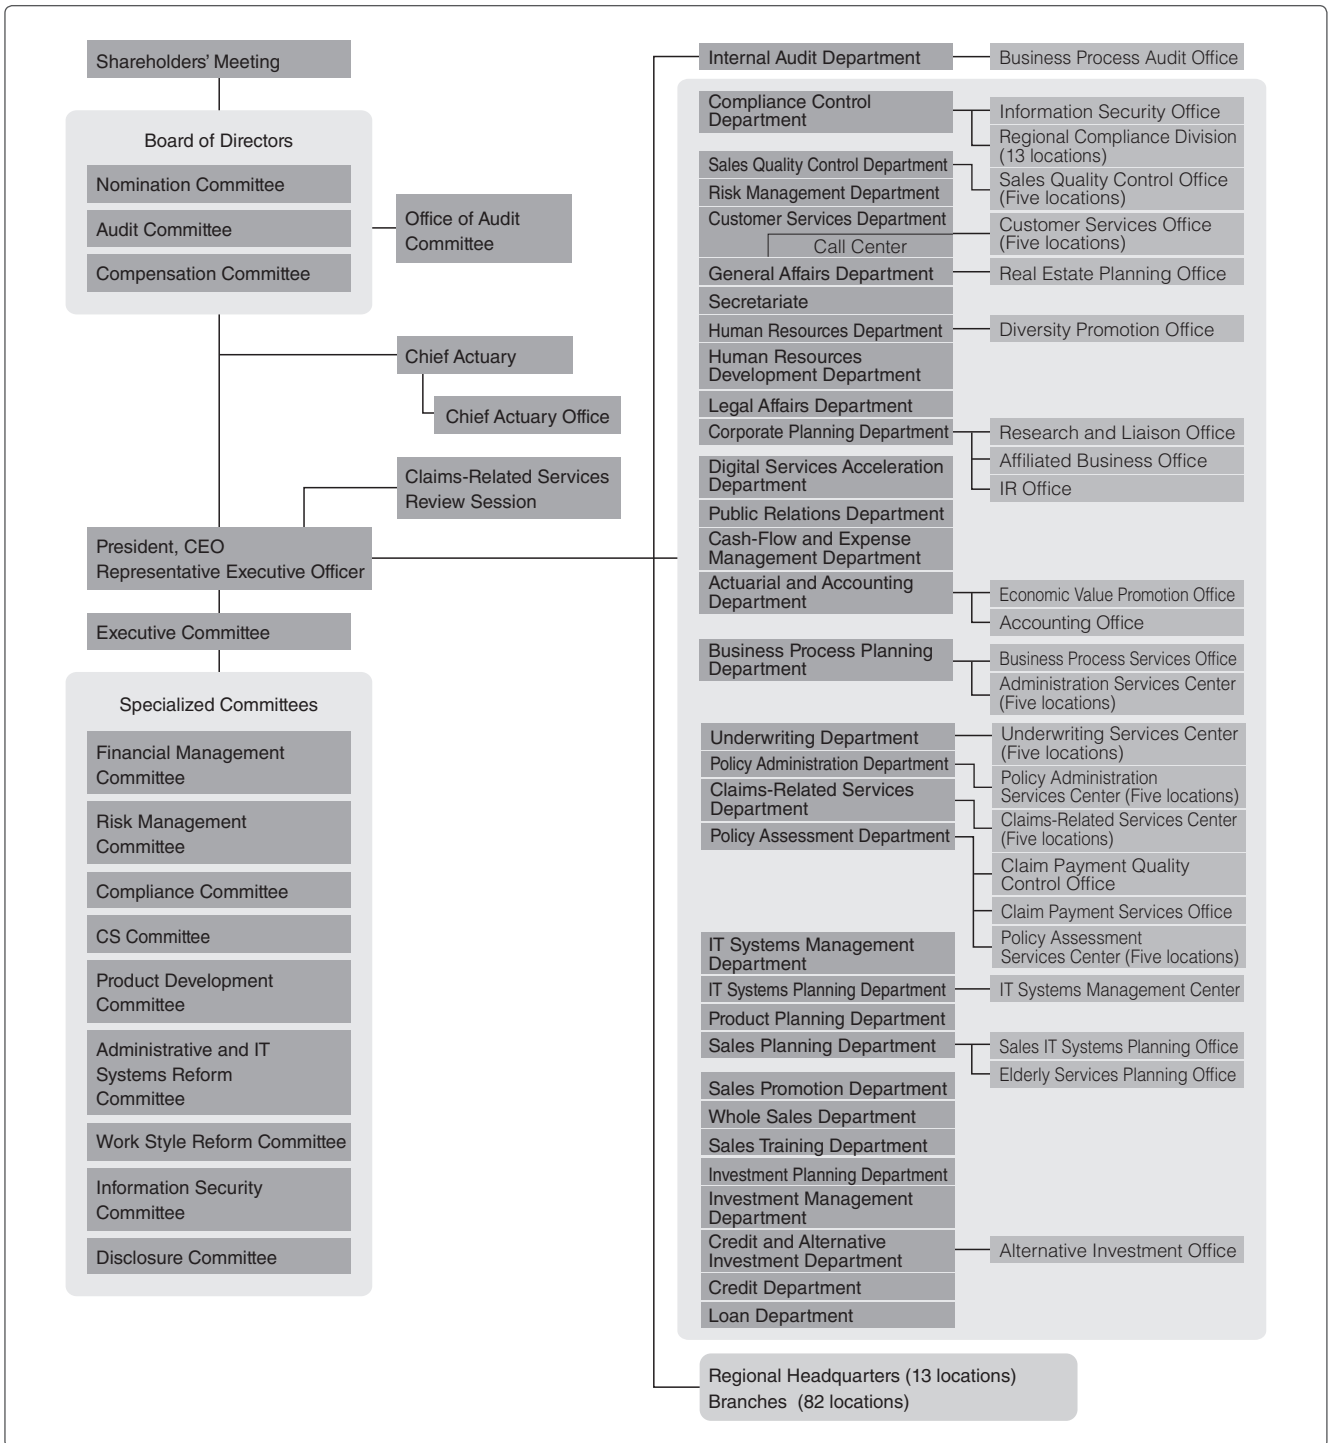 Shareholders' Meeting
Board of Directors
Nomination Committee
Audit Committee
Compensation Committee
Office of Audit
Committee
Chief Actuary
Chief Actuary Office
Claims-Related Services
Review Session
President, CEO
Representative Executive Officer
Executive Committee
Specialized Committees
Financial Management
Committee
Risk Management
Committee
Compliance Committee
CS Committee
Product Development
Committee
Administrative and IT
Systems Reform
Committee
Work Style Reform Committee
Information Security
Committee
Disclosure Committee
Internal Audit Department
Business Process Audit Office
Compliance Control
Department
Information Security Office
Regional Compliance Division
(13 locations)
Sales Quality Control Department
Sales Quality Control Office
(Five locations)
Risk Management Department
Customer Services Department
Call Center
Customer Services Office
(Five locations)
General Affairs Department
Real Estate Planning Office
Secretariate
Human Resources Department
Diversity Promotion Office
Human Resources
Development Department
Legal Affairs Department
Corporate Planning Department
Research and Liaison Office
Affiliated Business Office
IR Office
Digital Services Acceleration
Department
Public Relations Department
Cash-Flow and Expense
Management Department
Actuarial and Accounting
Department
Economic Value Promotion Office
Accounting Office
Business Process Planning
Department
Business Process Services Office
Administration Services Center
(Five locations)
Underwriting Department
Underwriting Services Center
(Five locations)
Policy Administration Department
Policy Administration
Services Center (Five locations)
Claims-Related Services
Department
Claims-Related Services Center
(Five locations)
Policy Assessment Department
Claim Payment Quality
Control Office
Claim Payment Services Office
Policy Assessment
Services Center (Five locations)
IT Systems Management
Department
IT Systems Planning Department
IT Systems Management Center
Product Planning Department
Sales Planning Department
Sales IT Systems Planning Office
Elderly Services Planning Office
Sales Promotion Department
Whole Sales Department
Sales Training Department
Investment Planning Department
Investment Management
Department
Credit and Alternative
Investment Department
Alternative Investment Office
Credit Department
Loan Department
Regional Headquarters (13 locations)
Branches (82 locations)